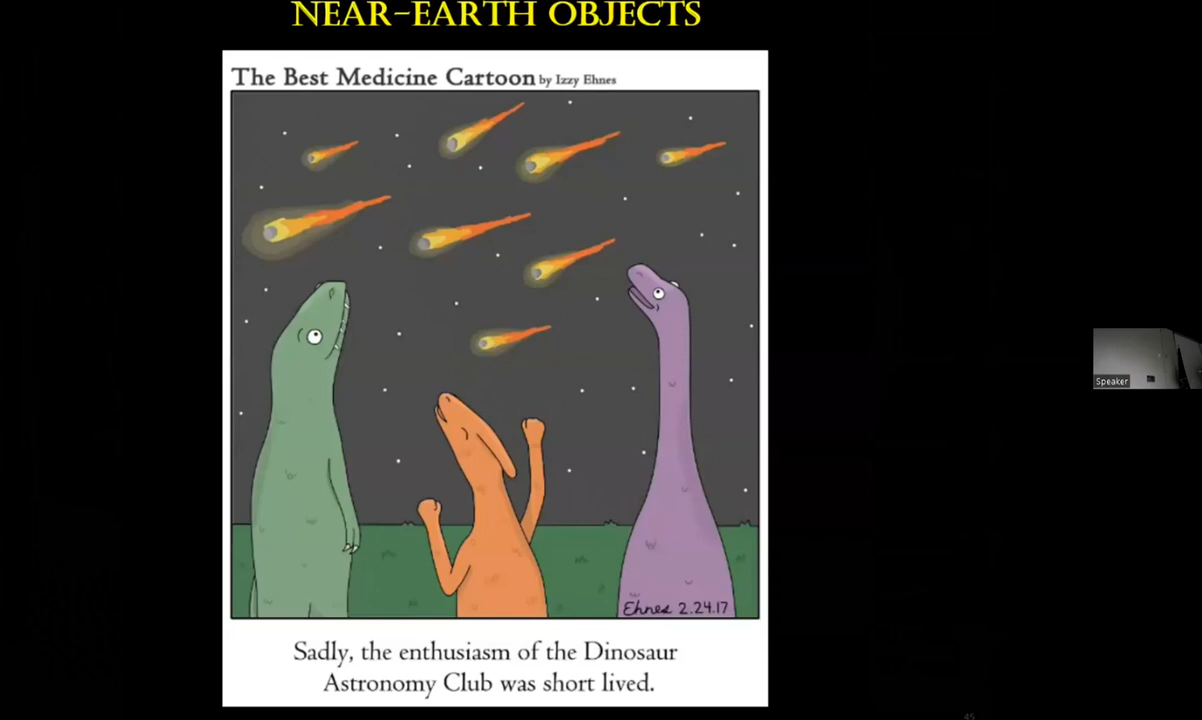 NEAR-EARTH OBJECTS
The Best Medicine Cartoon by Izzy Ehnes
Speaker
Ehnes 2.24.17
Sadly, the enthusiasm of the Dinosaur
Astronomy Club was short lived.
45